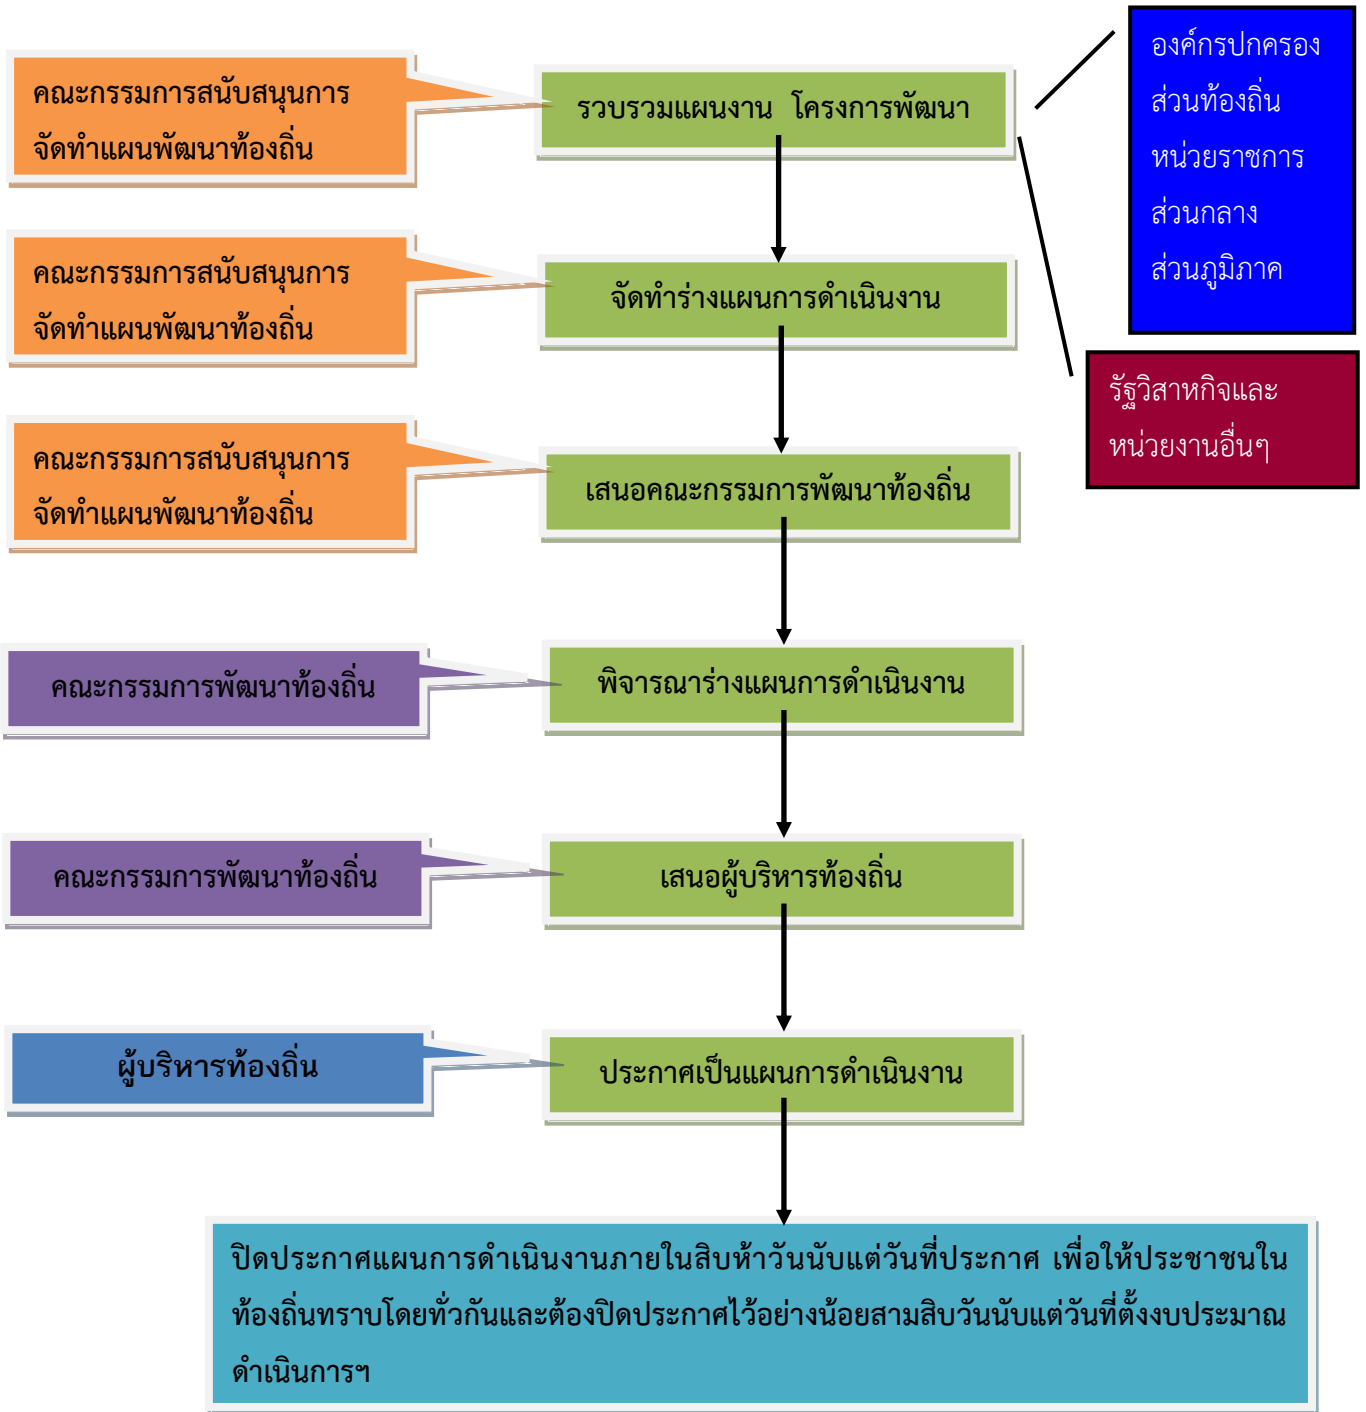 คณะกรรมการสนับสนุนการ
จัดทำแผนพัฒนาท้องถิ่น
รวบรวมแผนงาน โครงการพัฒนา
องค์กรปกครอง
ส่วนท้องถิ่น
หน่วยราชการ
ส่วนกลาง
ส่วนภูมิภาค
คณะกรรมการสนับสนุนการ
จัดทำแผนพัฒนาท้องถิ่น
จัดทำร่างแผนการดำเนินงาน
รัฐวิสาหกิจและ
หน่วยงานอื่นๆ
คณะกรรมการสนับสนุนการ
จัดทำแผนพัฒนาท้องถิ่น
เสนอคณะกรรมการพัฒนาท้องถิ่น
คณะกรรมการพัฒนาท้องถิ่น
พิจารณาร่างแผนการดำเนินงาน
คณะกรรมการพัฒนาท้องถิ่น
เสนอผู้บริหารท้องถิ่น
ผู้บริหารท้องถิ่น
ประกาศเป็นแผนการดำเนินงาน
ปิดประกาศแผนการดำเนินงานภายในสิบห้าวันนับแต่วันที่ประกาศ เพื่อให้ประชาชนใน
ท้องถิ่นทราบโดยทั่วกันและต้องปิดประกาศไว้อย่างน้อยสามสิบวันนับแต่วันที่ตั้งงบประมาณ
ดำเนินการฯ